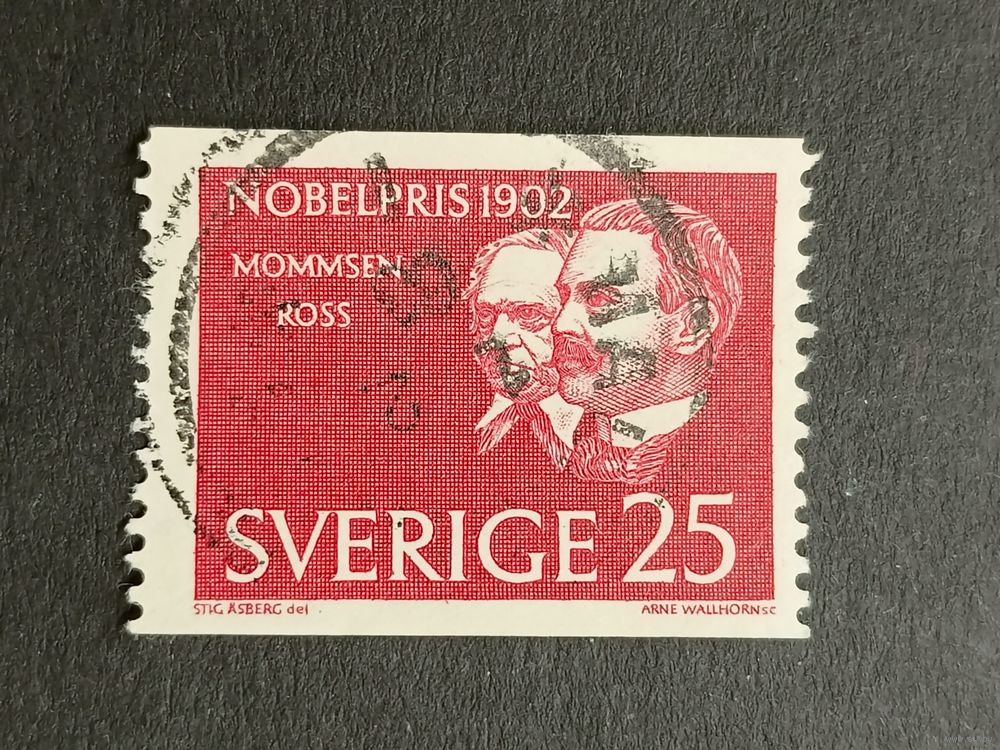 NOBELPRIS 1902
MOMMSEN
ROSS
SVERIGE 25
STIG ÅSBERG del
ARNE WALLHORN SC